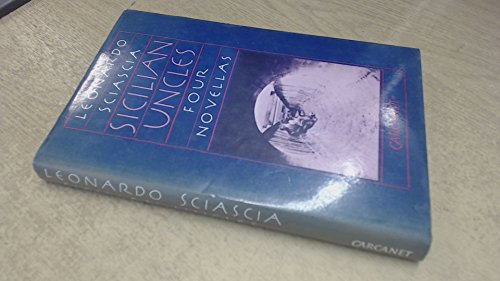 LEONARDO
SCIASCIA
SICILIAN
UNCLES
FOUR
NOVELLAS
LEONARDO SCIASCIA
CARCANET